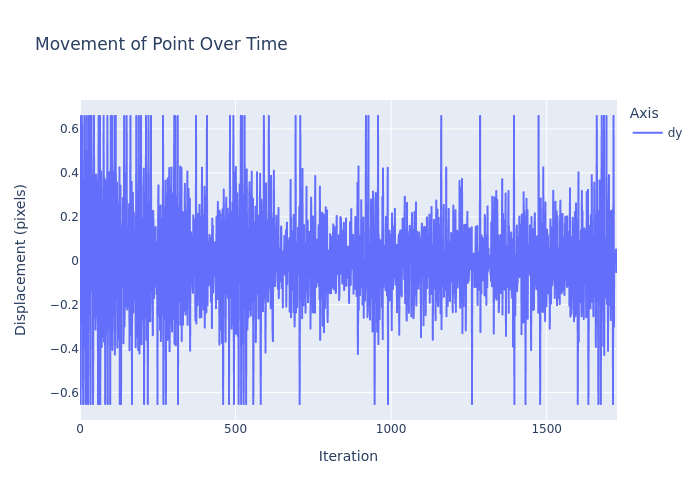 Movement of Point Over Time
Axis
dy
0.6
0.4
0.2
0
−0.2
−0.4
−0.6
Displacement (pixels)
0
500
1000
1500
Iteration